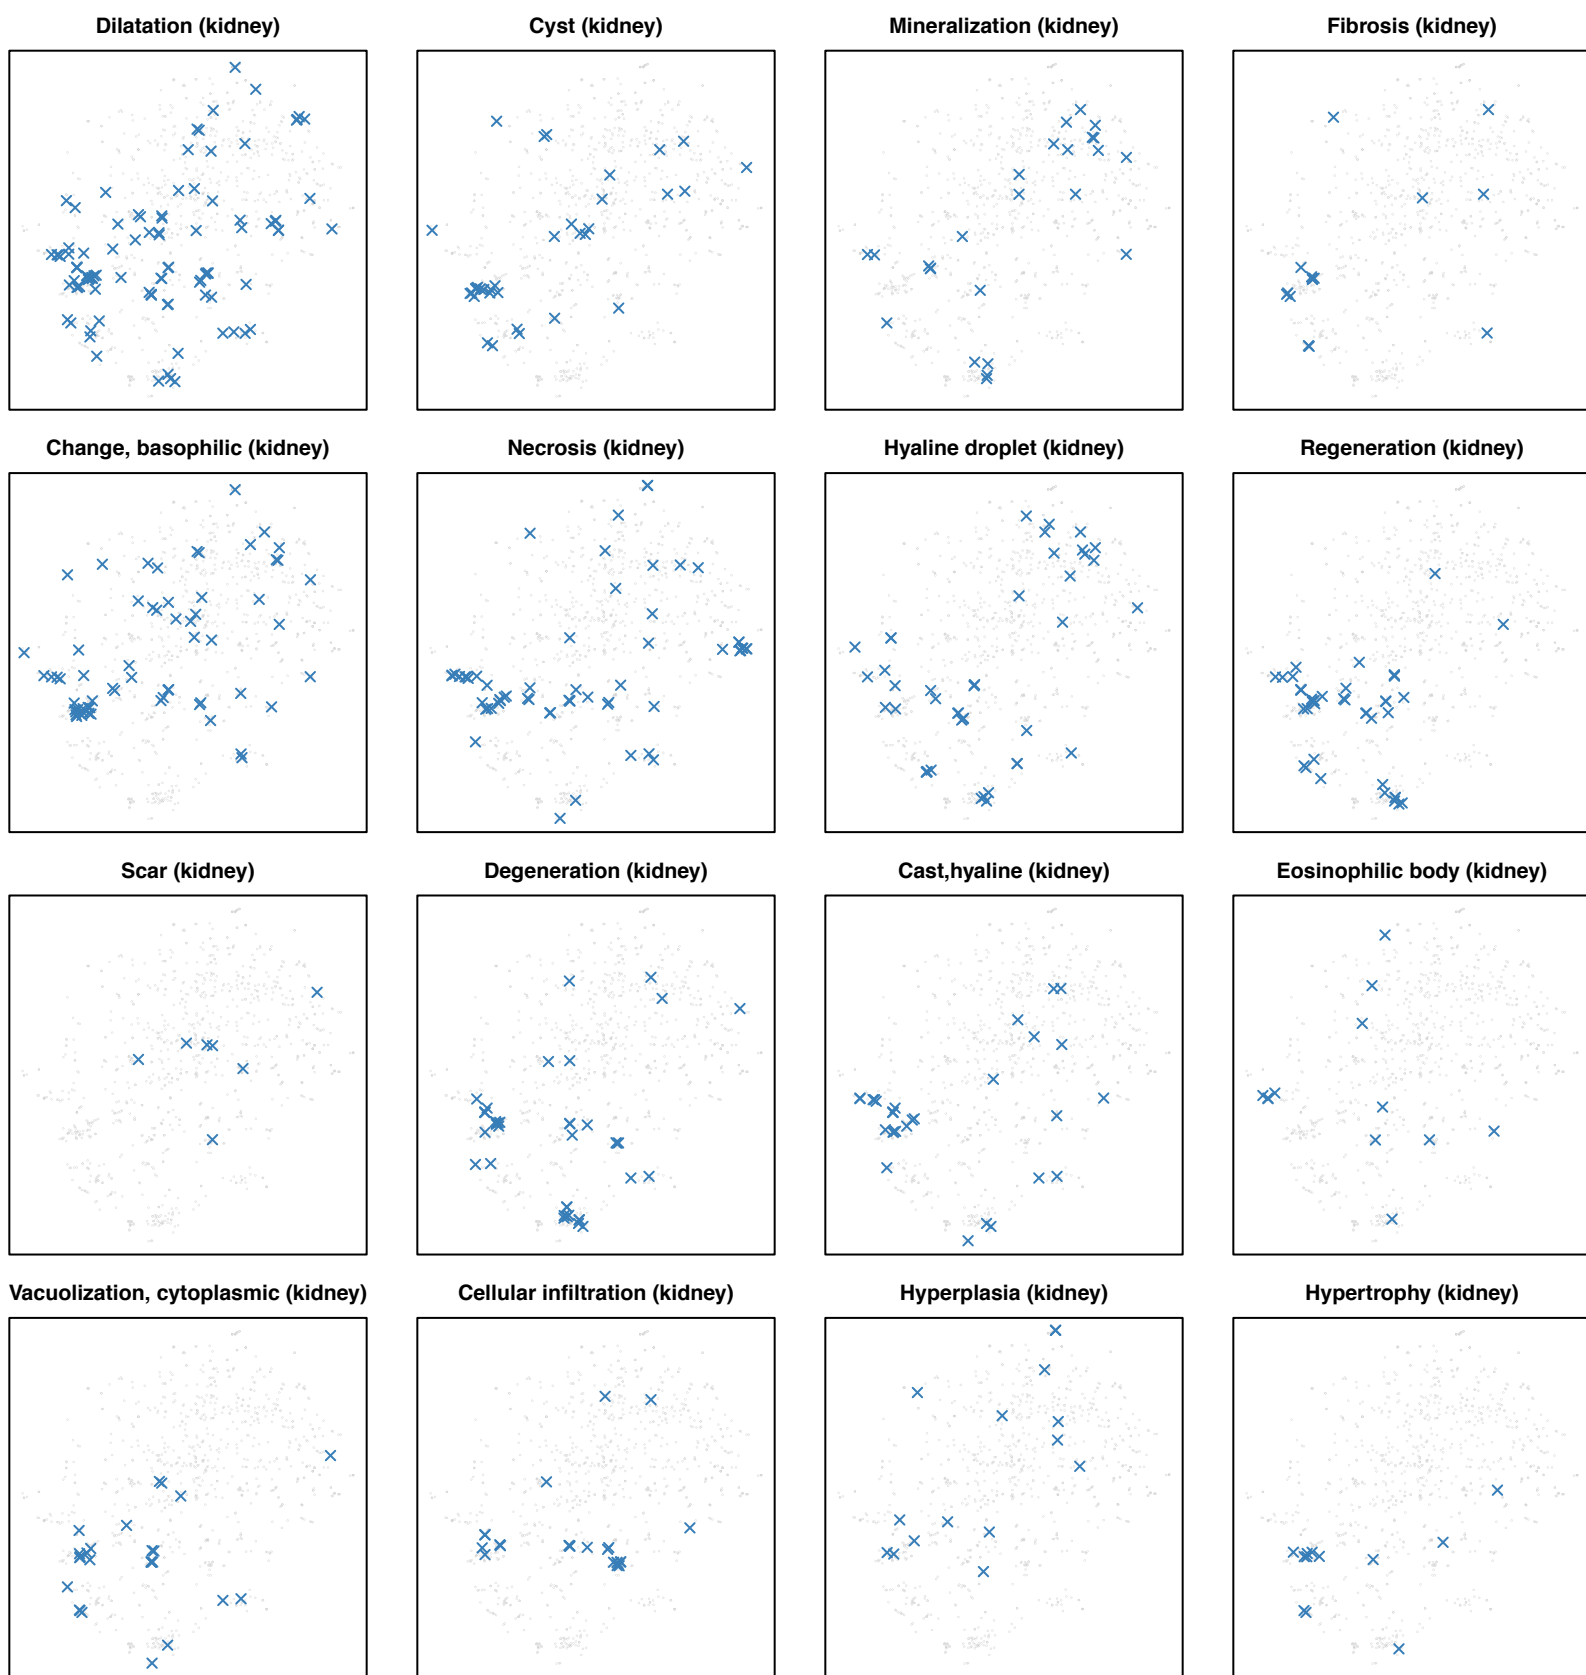 Dilatation (kidney)
Cyst (kidney)
Mineralization (kidney)
Fibrosis (kidney)
Change, basophilic (kidney)
Necrosis (kidney)
Hyaline droplet (kidney)
Regeneration (kidney)
Scar (kidney)
Degeneration (kidney)
Cast,hyaline (kidney)
Eosinophilic body (kidney)
Vacuolization, cytoplasmic (kidney)
Cellular infiltration (kidney)
Hyperplasia (kidney)
Hypertrophy (kidney)